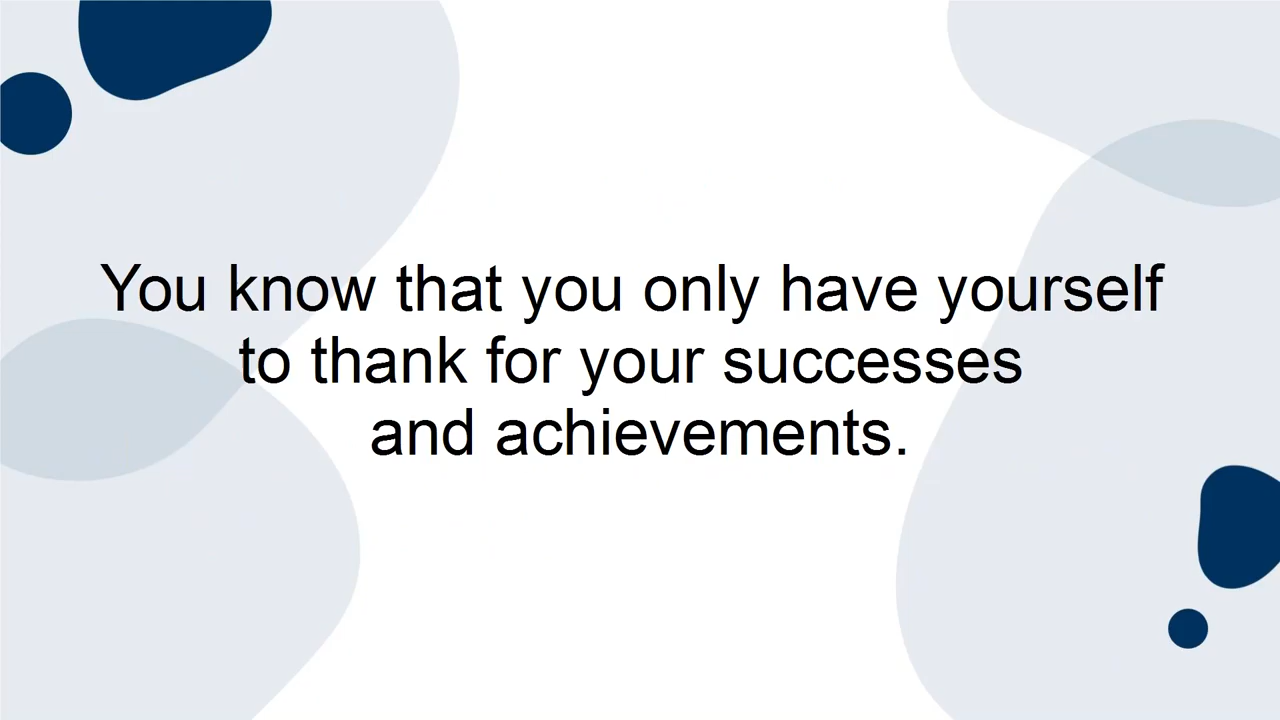 You know that you only have yourself
to thank for your successes
and achievements.